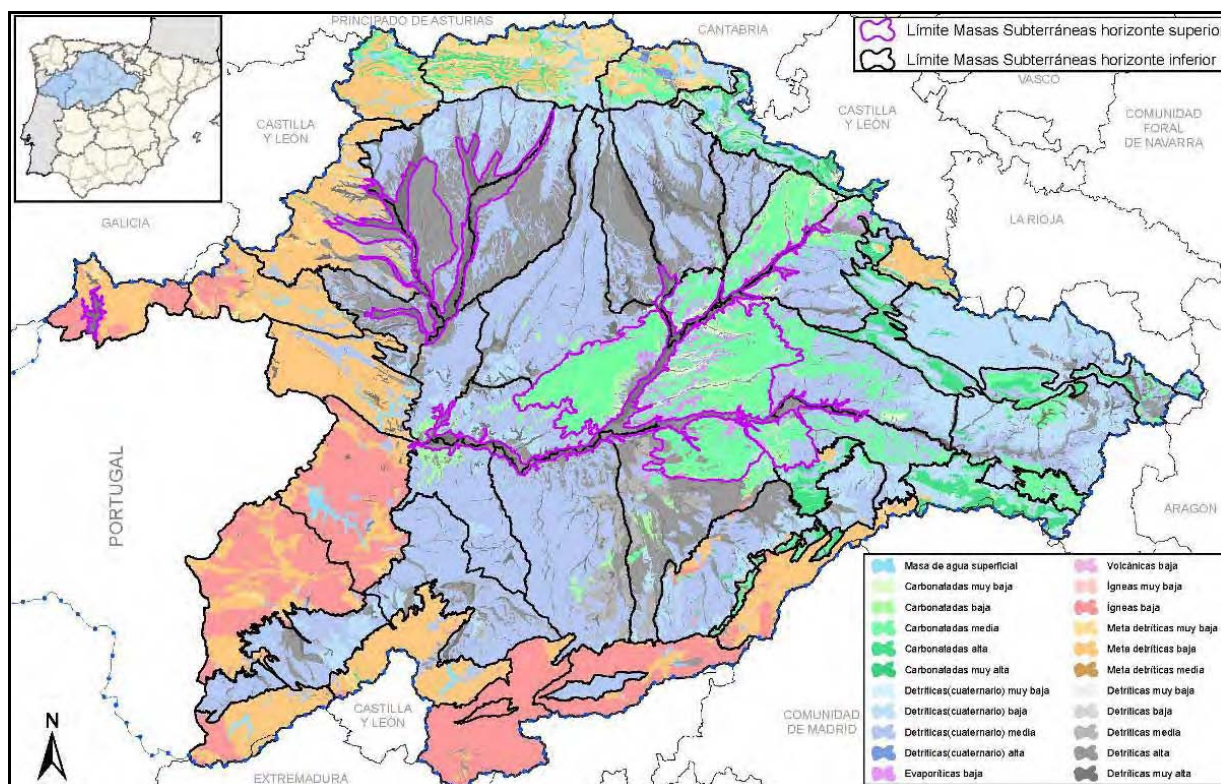 PRINCIPADO DE ASTURIAS
CANTABRIA
Límite Masas Subterráneas horizonte superio
Límite Masas Subterráneas horizonte inferior
VASCO
CASTILLA
Y LEÓN
CASTILLA
Y LEÓN
COMUNIDAD
FORAL
DE NAVARRA
GALICIA
LA RIOJA
PORTUGAL
ARAGÓN
CASTILLA
Y LEÓN
COMUNIDAD
DE MADRID
EXTREMADURA
N
Masa de agua superficial
Carbonatadas muy baja
Carbonatadas baja
Carbonatadas media
Carbonatadas alta
Carbonatadas muy alta
Detríticas(cuaternario) muy baja
Detríticas(cuaternario) baja
Detríticas(cuaternario) media
Detríticas(cuaternario) alta
Evaporíticas baja
Volcánicas baja
Ígneas muy baja
Ígneas baja
Meta detríticas muy baja
Meta detríticas baja
Meta detríticas media
Detríticas muy baja
Detríticas baja
Detríticas media
Detríticas alta
Detríticas muy alta